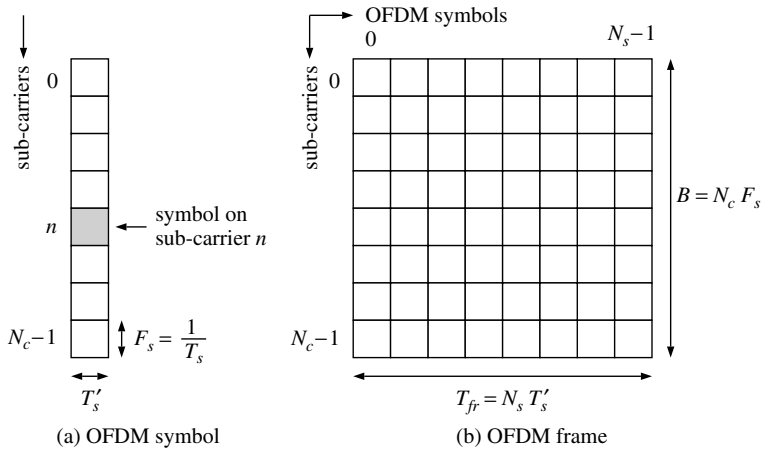 sub-carriers
0
n
N_c−1
symbol on
sub-carrier n
F_s = 1/T_s
T′_s
(a) OFDM symbol
OFDM symbols
0
N_s−1
sub-carriers
0
N_c−1
B = N_c F_s
T_fr = N_s T′_s
(b) OFDM frame